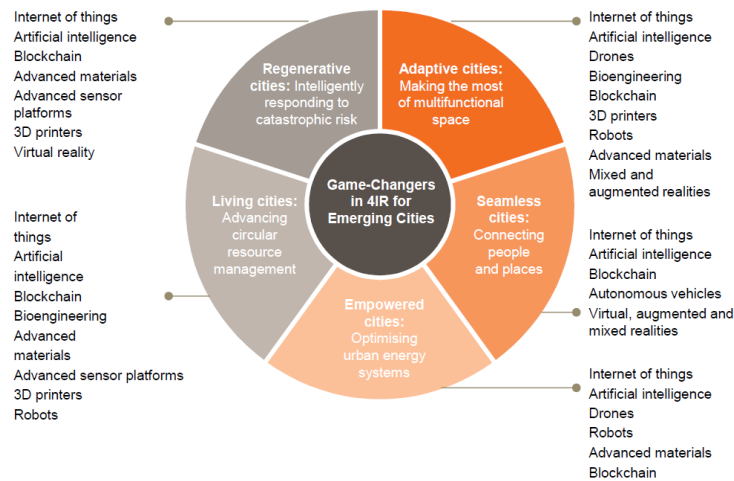 Internet of things
Artificial intelligence
Blockchain
Advanced materials
Advanced sensor
platforms
3D printers
Virtual reality
Regenerative
cities: Intelligently
responding to
catastrophic risk
Adaptive cities:
Making the most
of multifunctional
space
Internet of things
Artificial intelligence
Drones
Bioengineering
Blockchain
3D printers
Robots
Advanced materials
Mixed and
augmented realities
Game-Changers
in 4IR for
Emerging Cities
Living cities:
Advancing
circular
resource
management
Seamless
cities:
Connecting
people
and places
Internet of
things
Artificial
intelligence
Blockchain
Bioengineering
Advanced
materials
Advanced sensor platforms
3D printers
Robots
Internet of things
Artificial intelligence
Blockchain
Autonomous vehicles
Virtual, augmented and
mixed realities
Empowered
cities:
Optimising
urban energy
systems
Internet of things
Artificial intelligence
Drones
Robots
Advanced materials
Blockchain